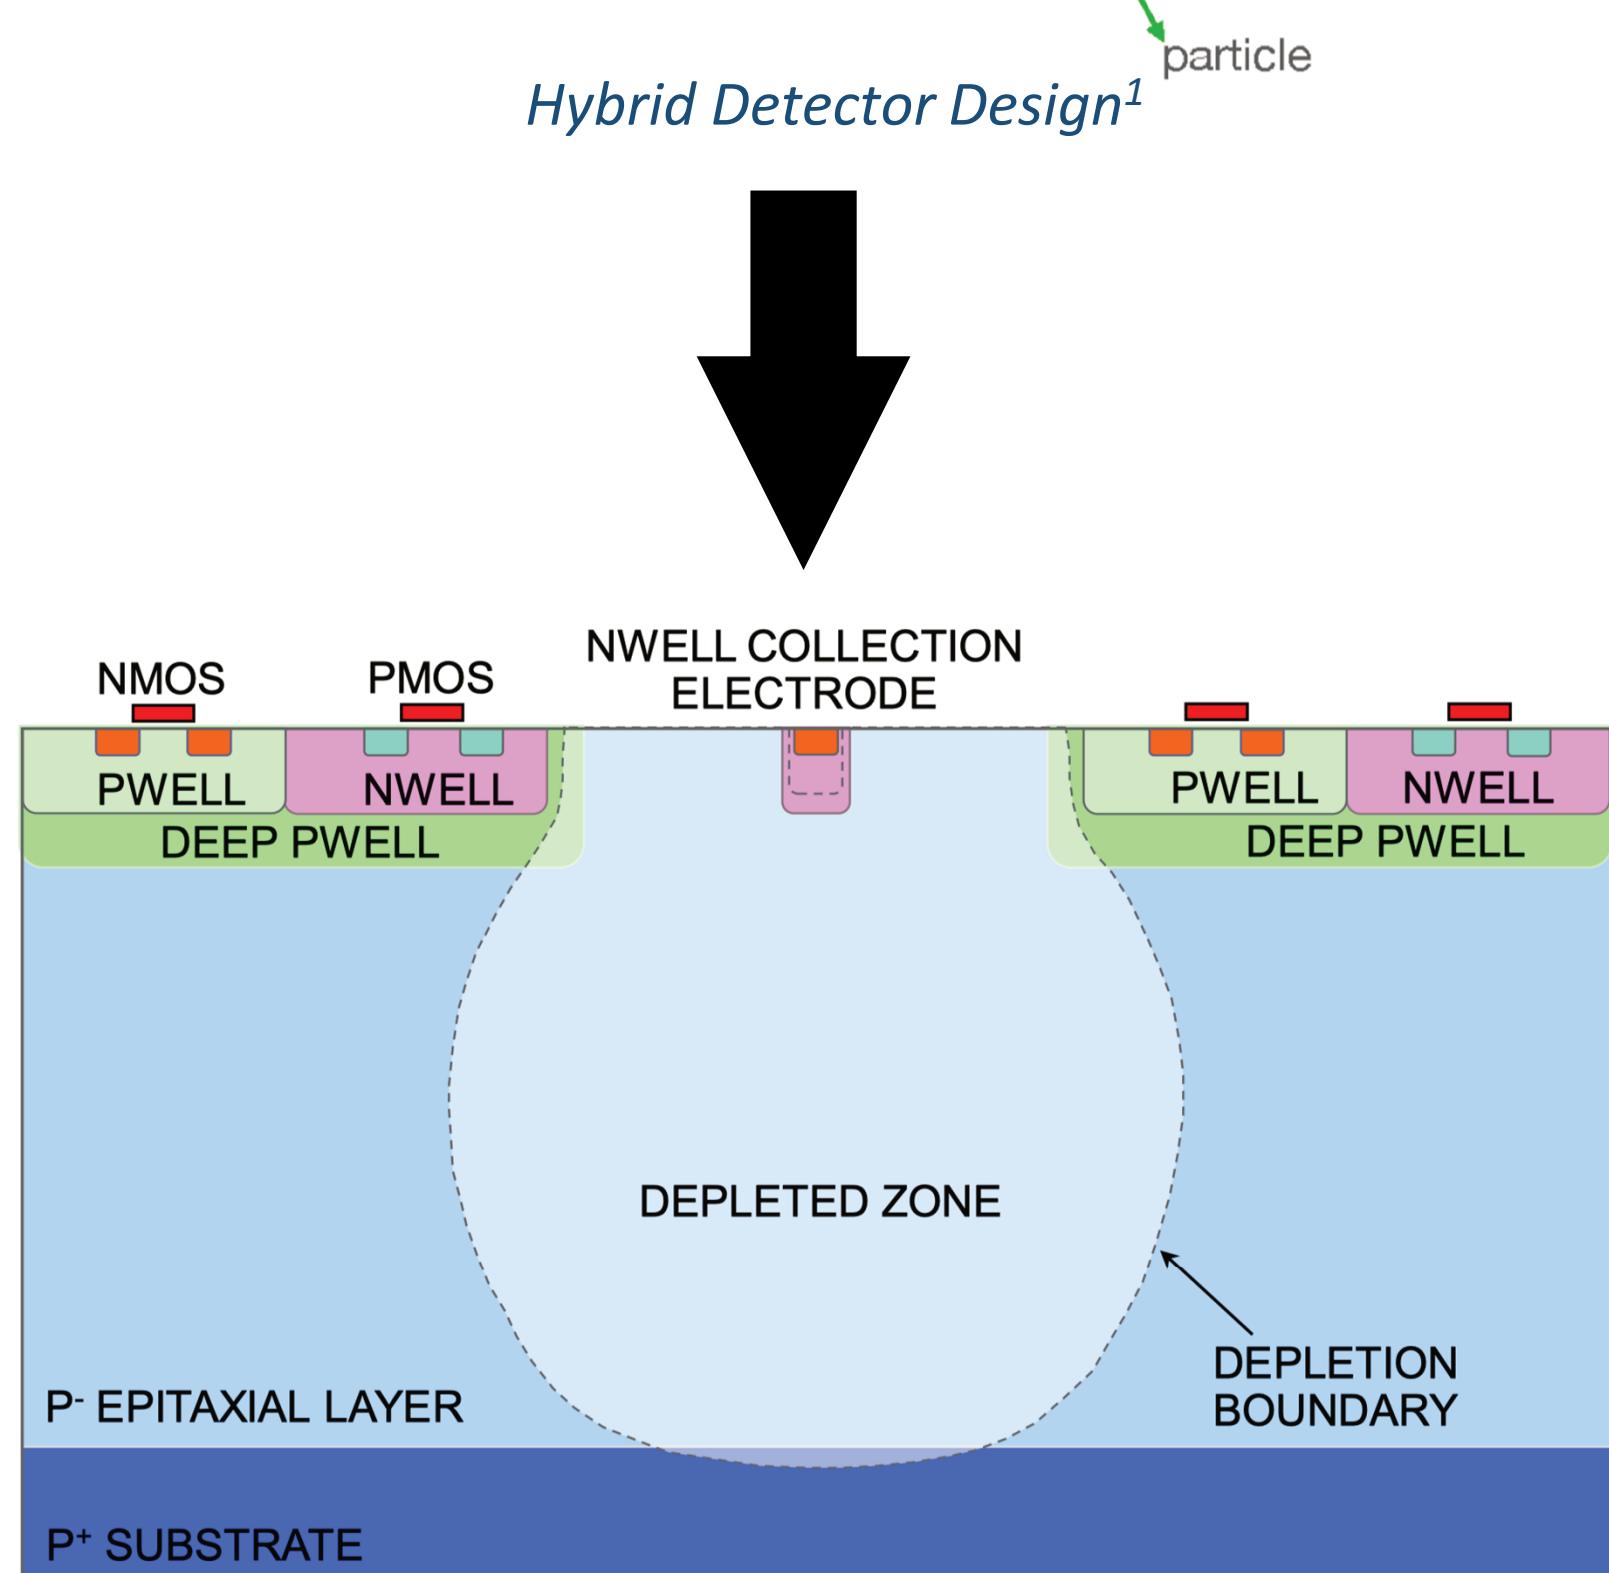 particle
Hybrid Detector Design¹
NWELL COLLECTION
ELECTRODE
NMOS
PMOS
PWELL
NWELL
PWELL
NWELL
DEEP PWELL
DEEP PWELL
DEPLETED ZONE
DEPLETION
BOUNDARY
P⁻ EPITAXIAL LAYER
P⁺ SUBSTRATE